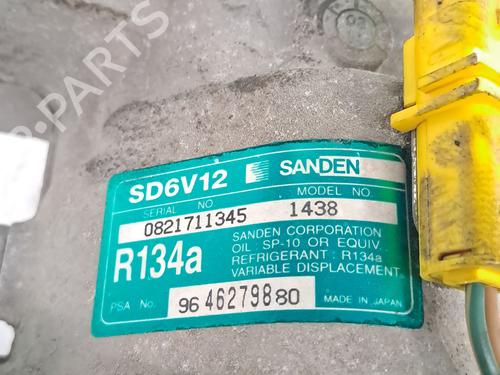 B-PARTS
SD6V12 SANDEN
SERIAL NO MODEL NO.
0821711345 1438
R134a
SANDEN CORPORATION
OIL : SP-10 OR EQUIV.
REFRIGERANT : R134a
VARIABLE DISPLACEMENT
PSA No. 96 46279880 MADE IN JAPAN